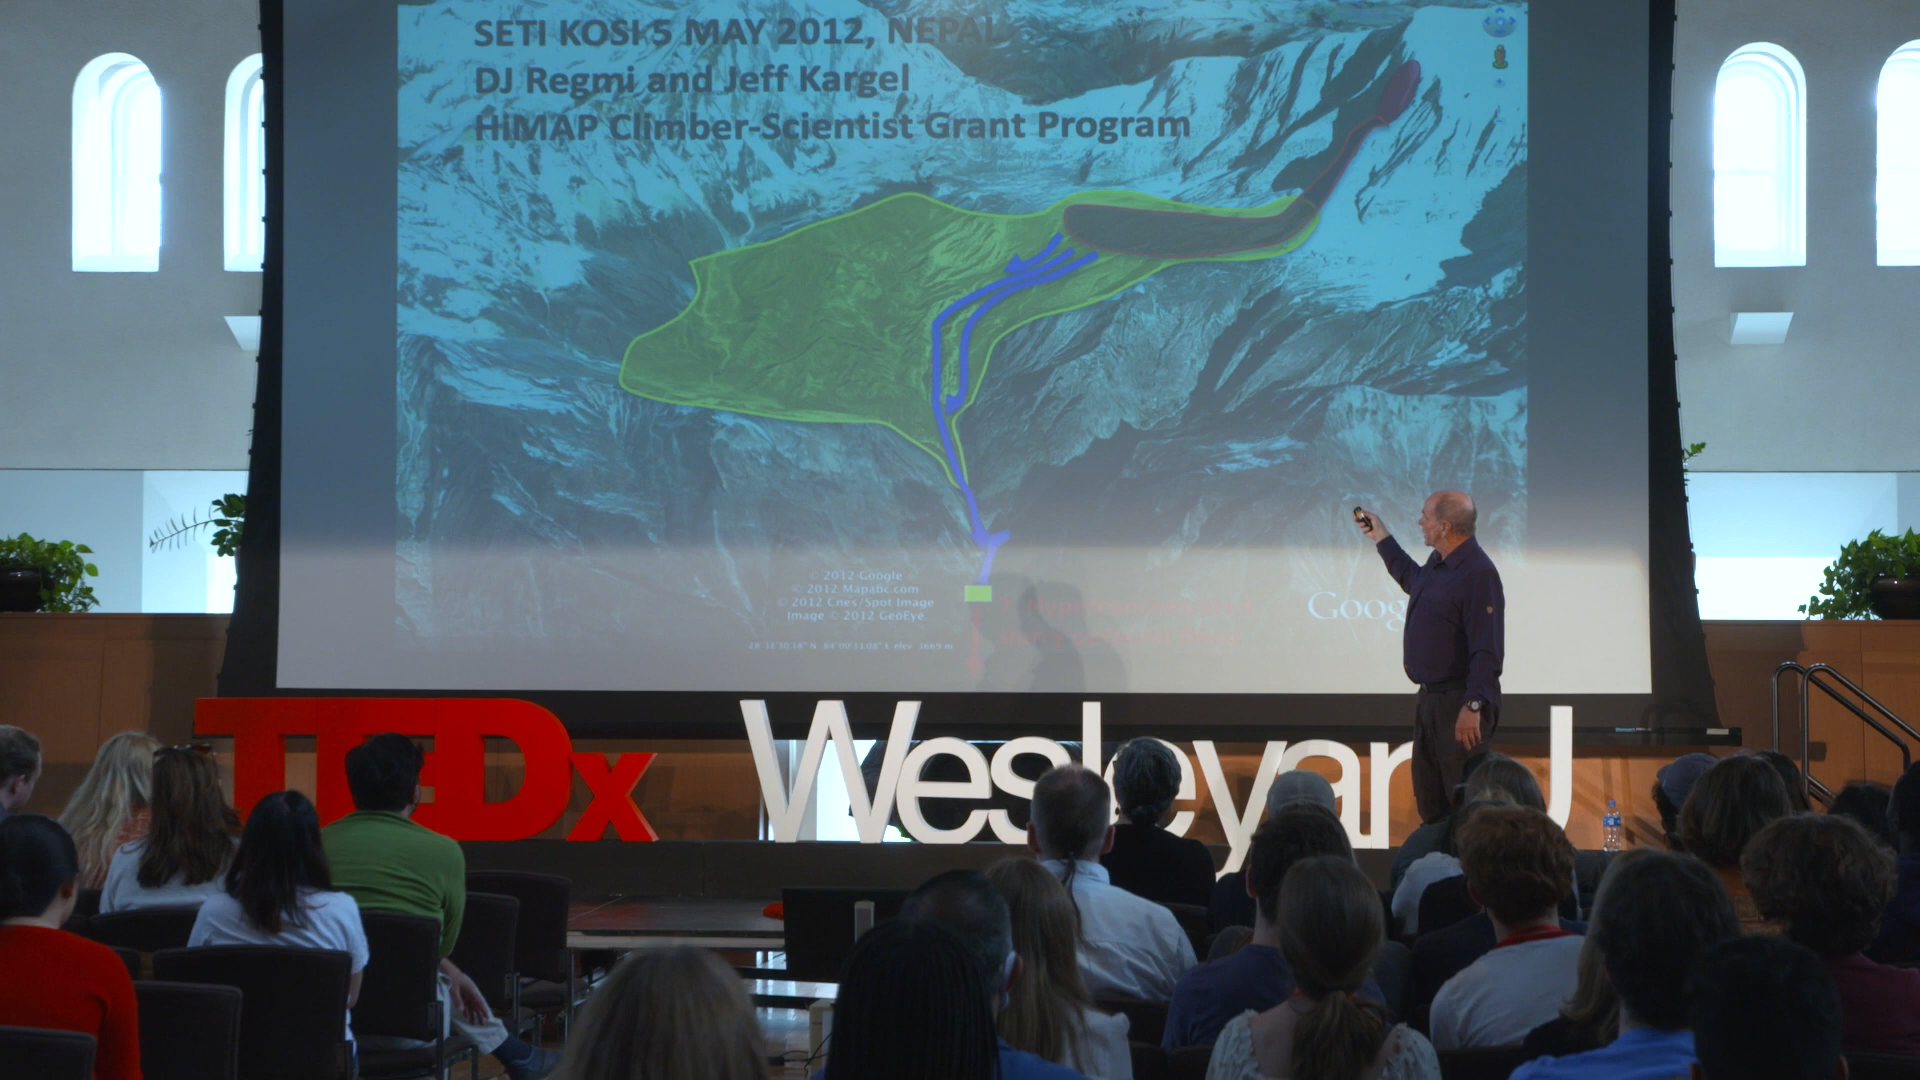 SETI KOSI 5 MAY 2012, NEPAL
DJ Regmi and Jeff Kargel
HiMAP Climber-Scientist Grant Program
© 2012 Google
© 2012 Mapabc.com
© 2012 Cnes/Spot Image
Image © 2012 GeoEye
Goog
TEDx WesleyanU